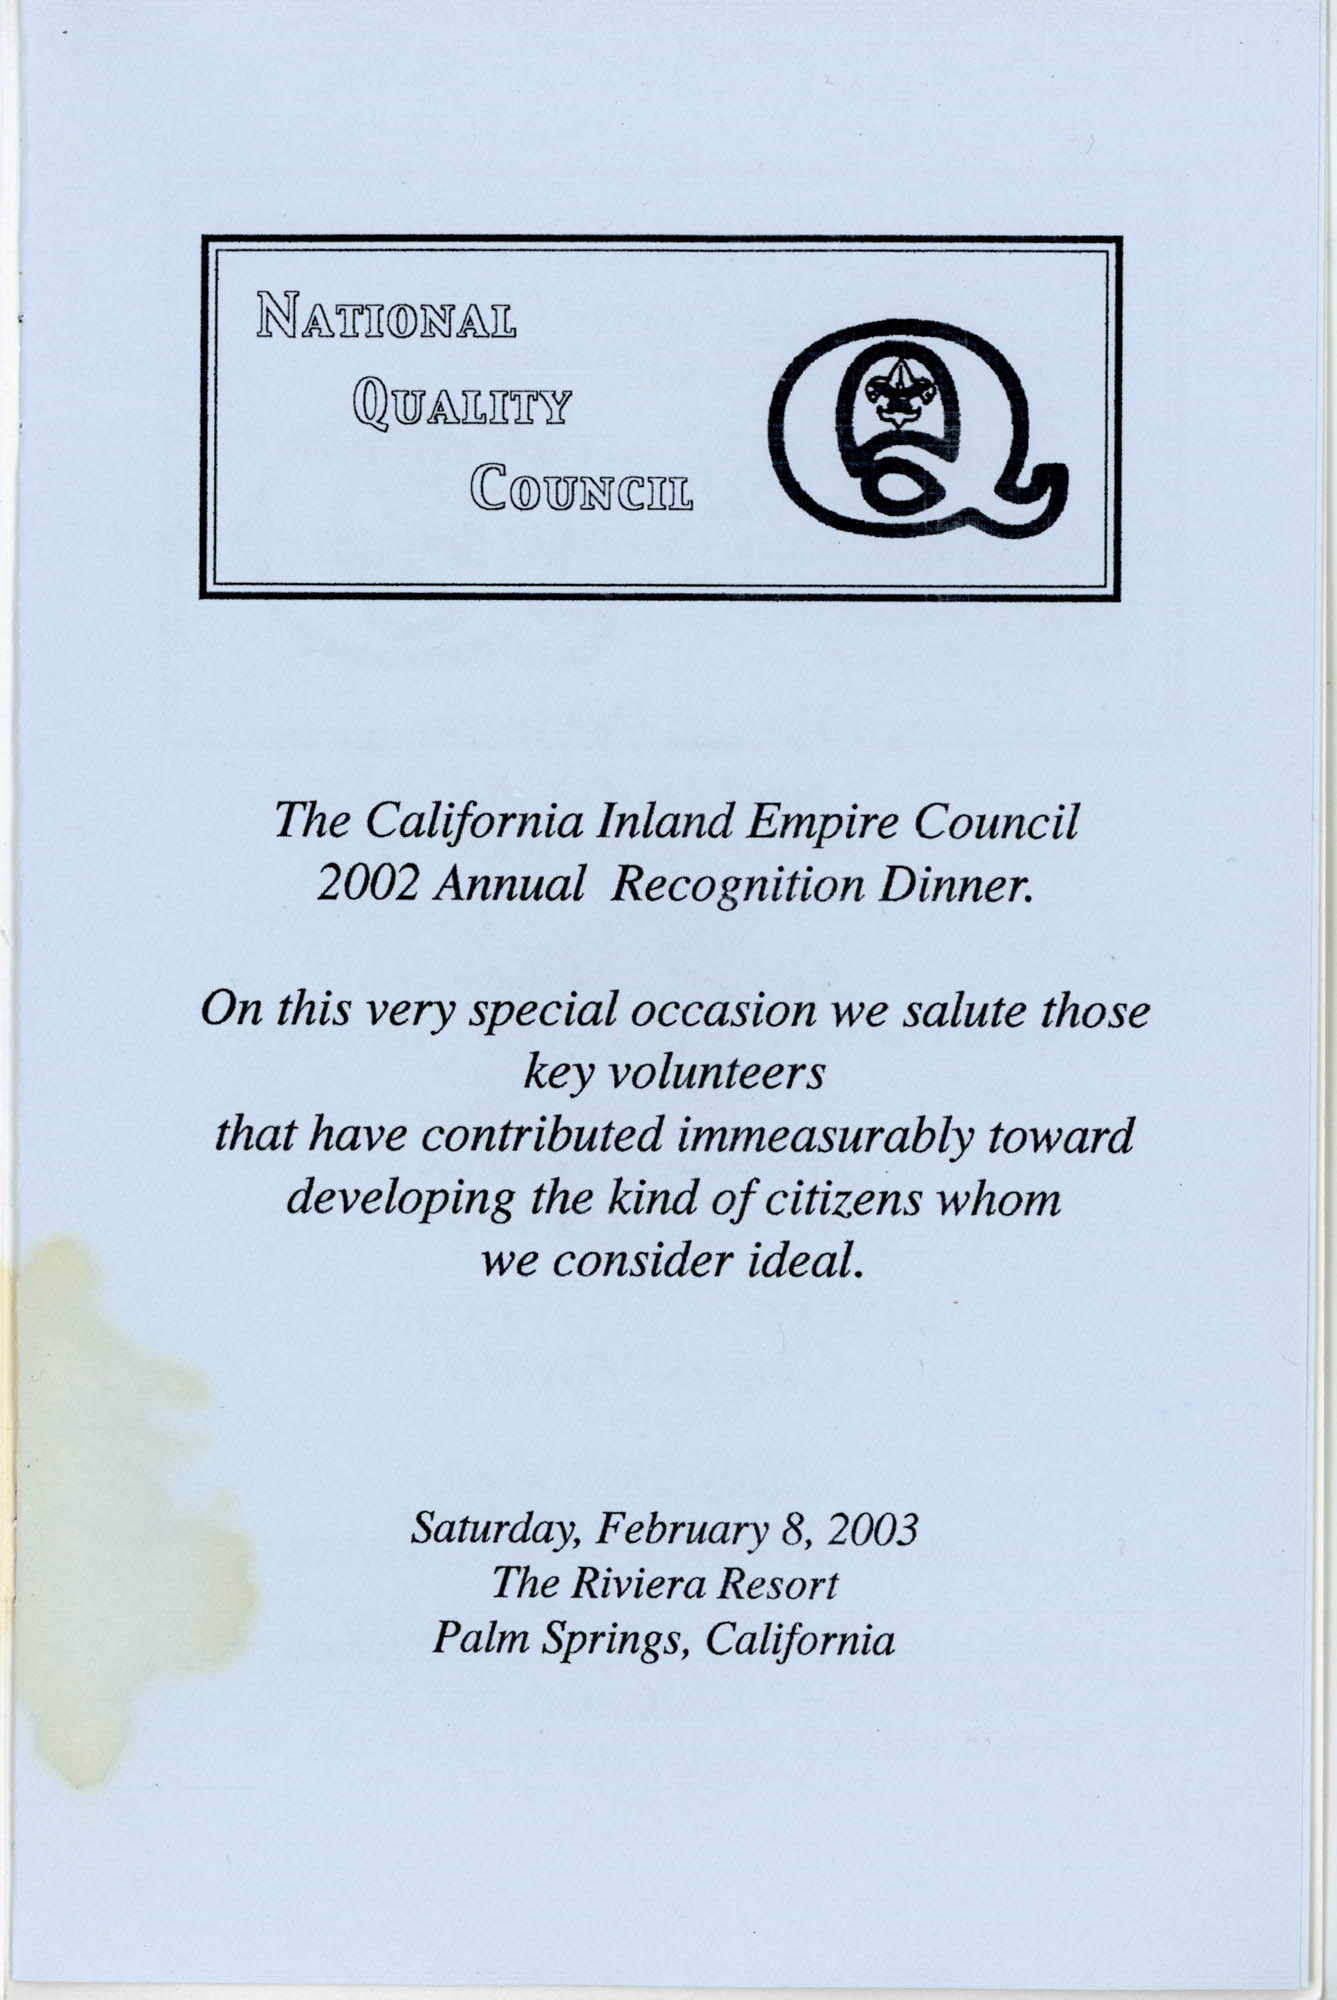 NATIONAL
QUALITY
COUNCIL
The California Inland Empire Council
2002 Annual Recognition Dinner.
On this very special occasion we salute those
key volunteers
that have contributed immeasurably toward
developing the kind of citizens whom
we consider ideal.
Saturday, February 8, 2003
The Riviera Resort
Palm Springs, California